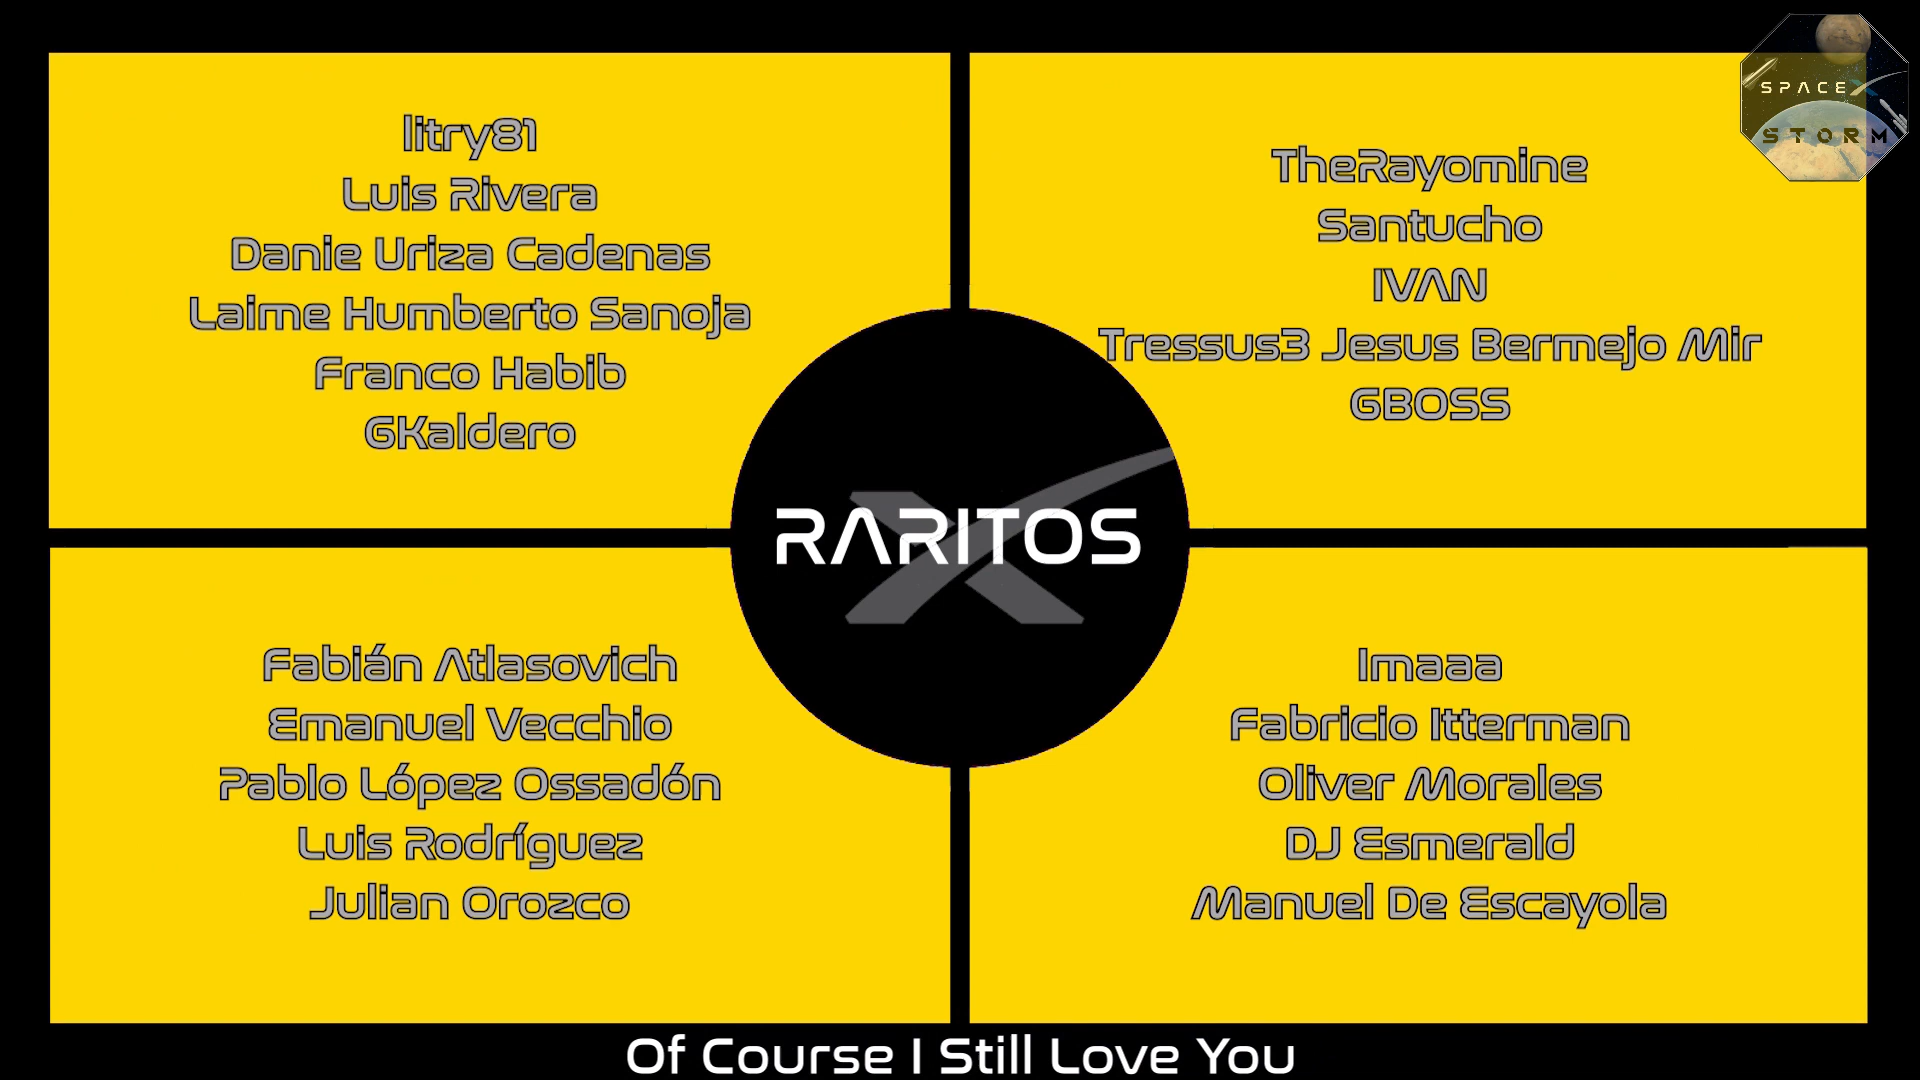 SPACEX
STORM
litry81
Luis Rivera
Danie Uriza Cadenas
Laime Humberto Sanoja
Franco Habib
GKaldero
TheRayomine
Santucho
IVAN
Tressus3 Jesus Bermejo Mir
GBOSS
RARITOS
Fabián Atlasovich
Emanuel Vecchio
Pablo López Ossadón
Luis Rodríguez
Julian Orozco
Imaaa
Fabricio Itterman
Oliver Morales
DJ Esmerald
Manuel De Escayola
Of Course I Still Love You